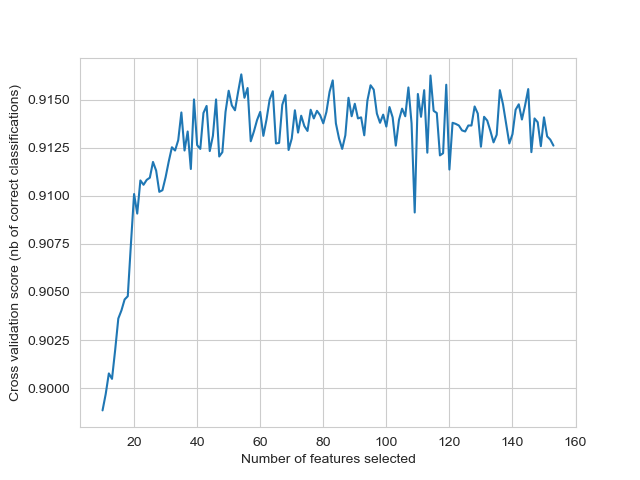 Cross validation score (nb of correct classifications)
0.9150
0.9125
0.9100
0.9075
0.9050
0.9025
0.9000
20 40 60 80 100 120 140 160
Number of features selected